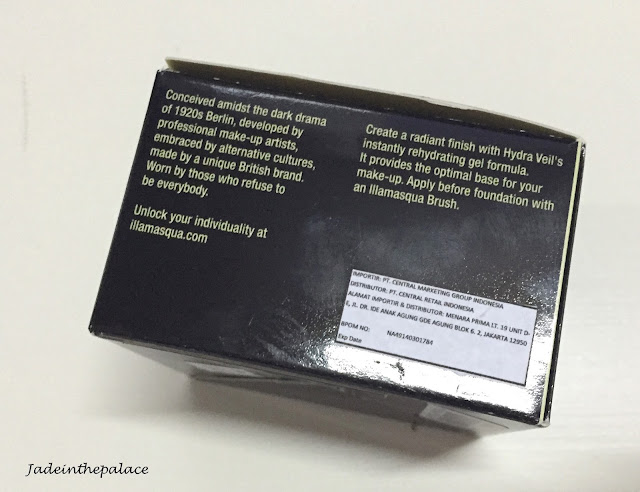 Conceived amidst the dark drama
of 1920s Berlin, developed by
professional make-up artists,
embraced by alternative cultures,
made by a unique British brand.
Worn by those who refuse to
be everybody.
Unlock your individuality at
illamasqua.com
Create a radiant finish with Hydra Veil's
instantly rehydrating gel formula.
It provides the optimal base for your
make-up. Apply before foundation with
an Illamasqua Brush.
IMPORTIR: PT. CENTRAL MARKETING GROUP INDONESIA
DISTRIBUTOR: PT. CENTRAL RETAIL INDONESIA
ALAMAT IMPORTIR & DISTRIBUTOR: MENARA PRIMA LT. 19 UNIT D-
E, JL. DR. IDE ANAK AGUNG GDE AGUNG BLOK 6. 2, JAKARTA 12950
BPOM NO: NA49140301784
Exp Date
Jadeinthepalace